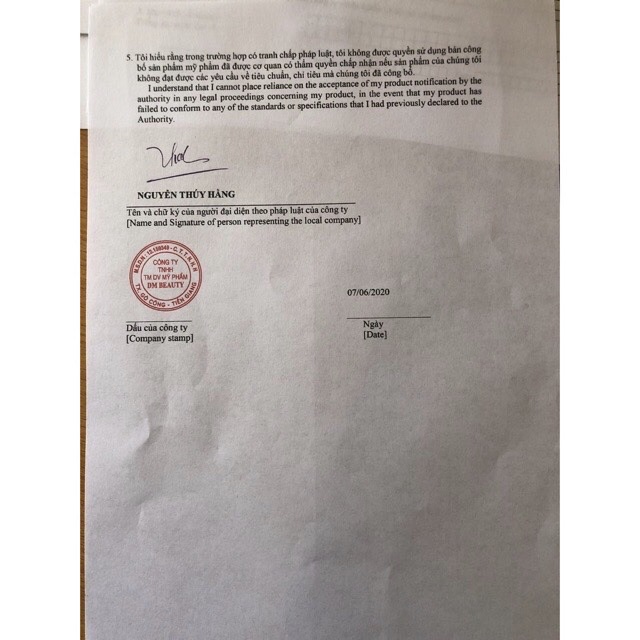 5. Tôi hiểu rằng trong trường hợp có tranh chấp pháp luật, tôi không được quyền sử dụng bản công
bố sản phẩm mỹ phẩm đã được cơ quan có thẩm quyền chấp nhận nếu sản phẩm của chúng tôi
không đạt được các yêu cầu về tiêu chuẩn, chỉ tiêu mà chúng tôi đã công bố.
I understand that I cannot place reliance on the acceptance of my product notification by the
authority in any legal proceedings concerning my product, in the event that my product has
failed to conform to any of the standards or specifications that I had previously declared to the
Authority.
NGUYỄN THÚY HẰNG
Tên và chữ ký của người đại diện theo pháp luật của công ty
[Name and Signature of person representing the local company]
CÔNG TY
TNHH
TM DV MỸ PHẨM
DM BEAUTY
TX. GÒ CÔNG - TIỀN GIANG
07/06/2020
Dấu của công ty
[Company stamp]
Ngày
[Date]